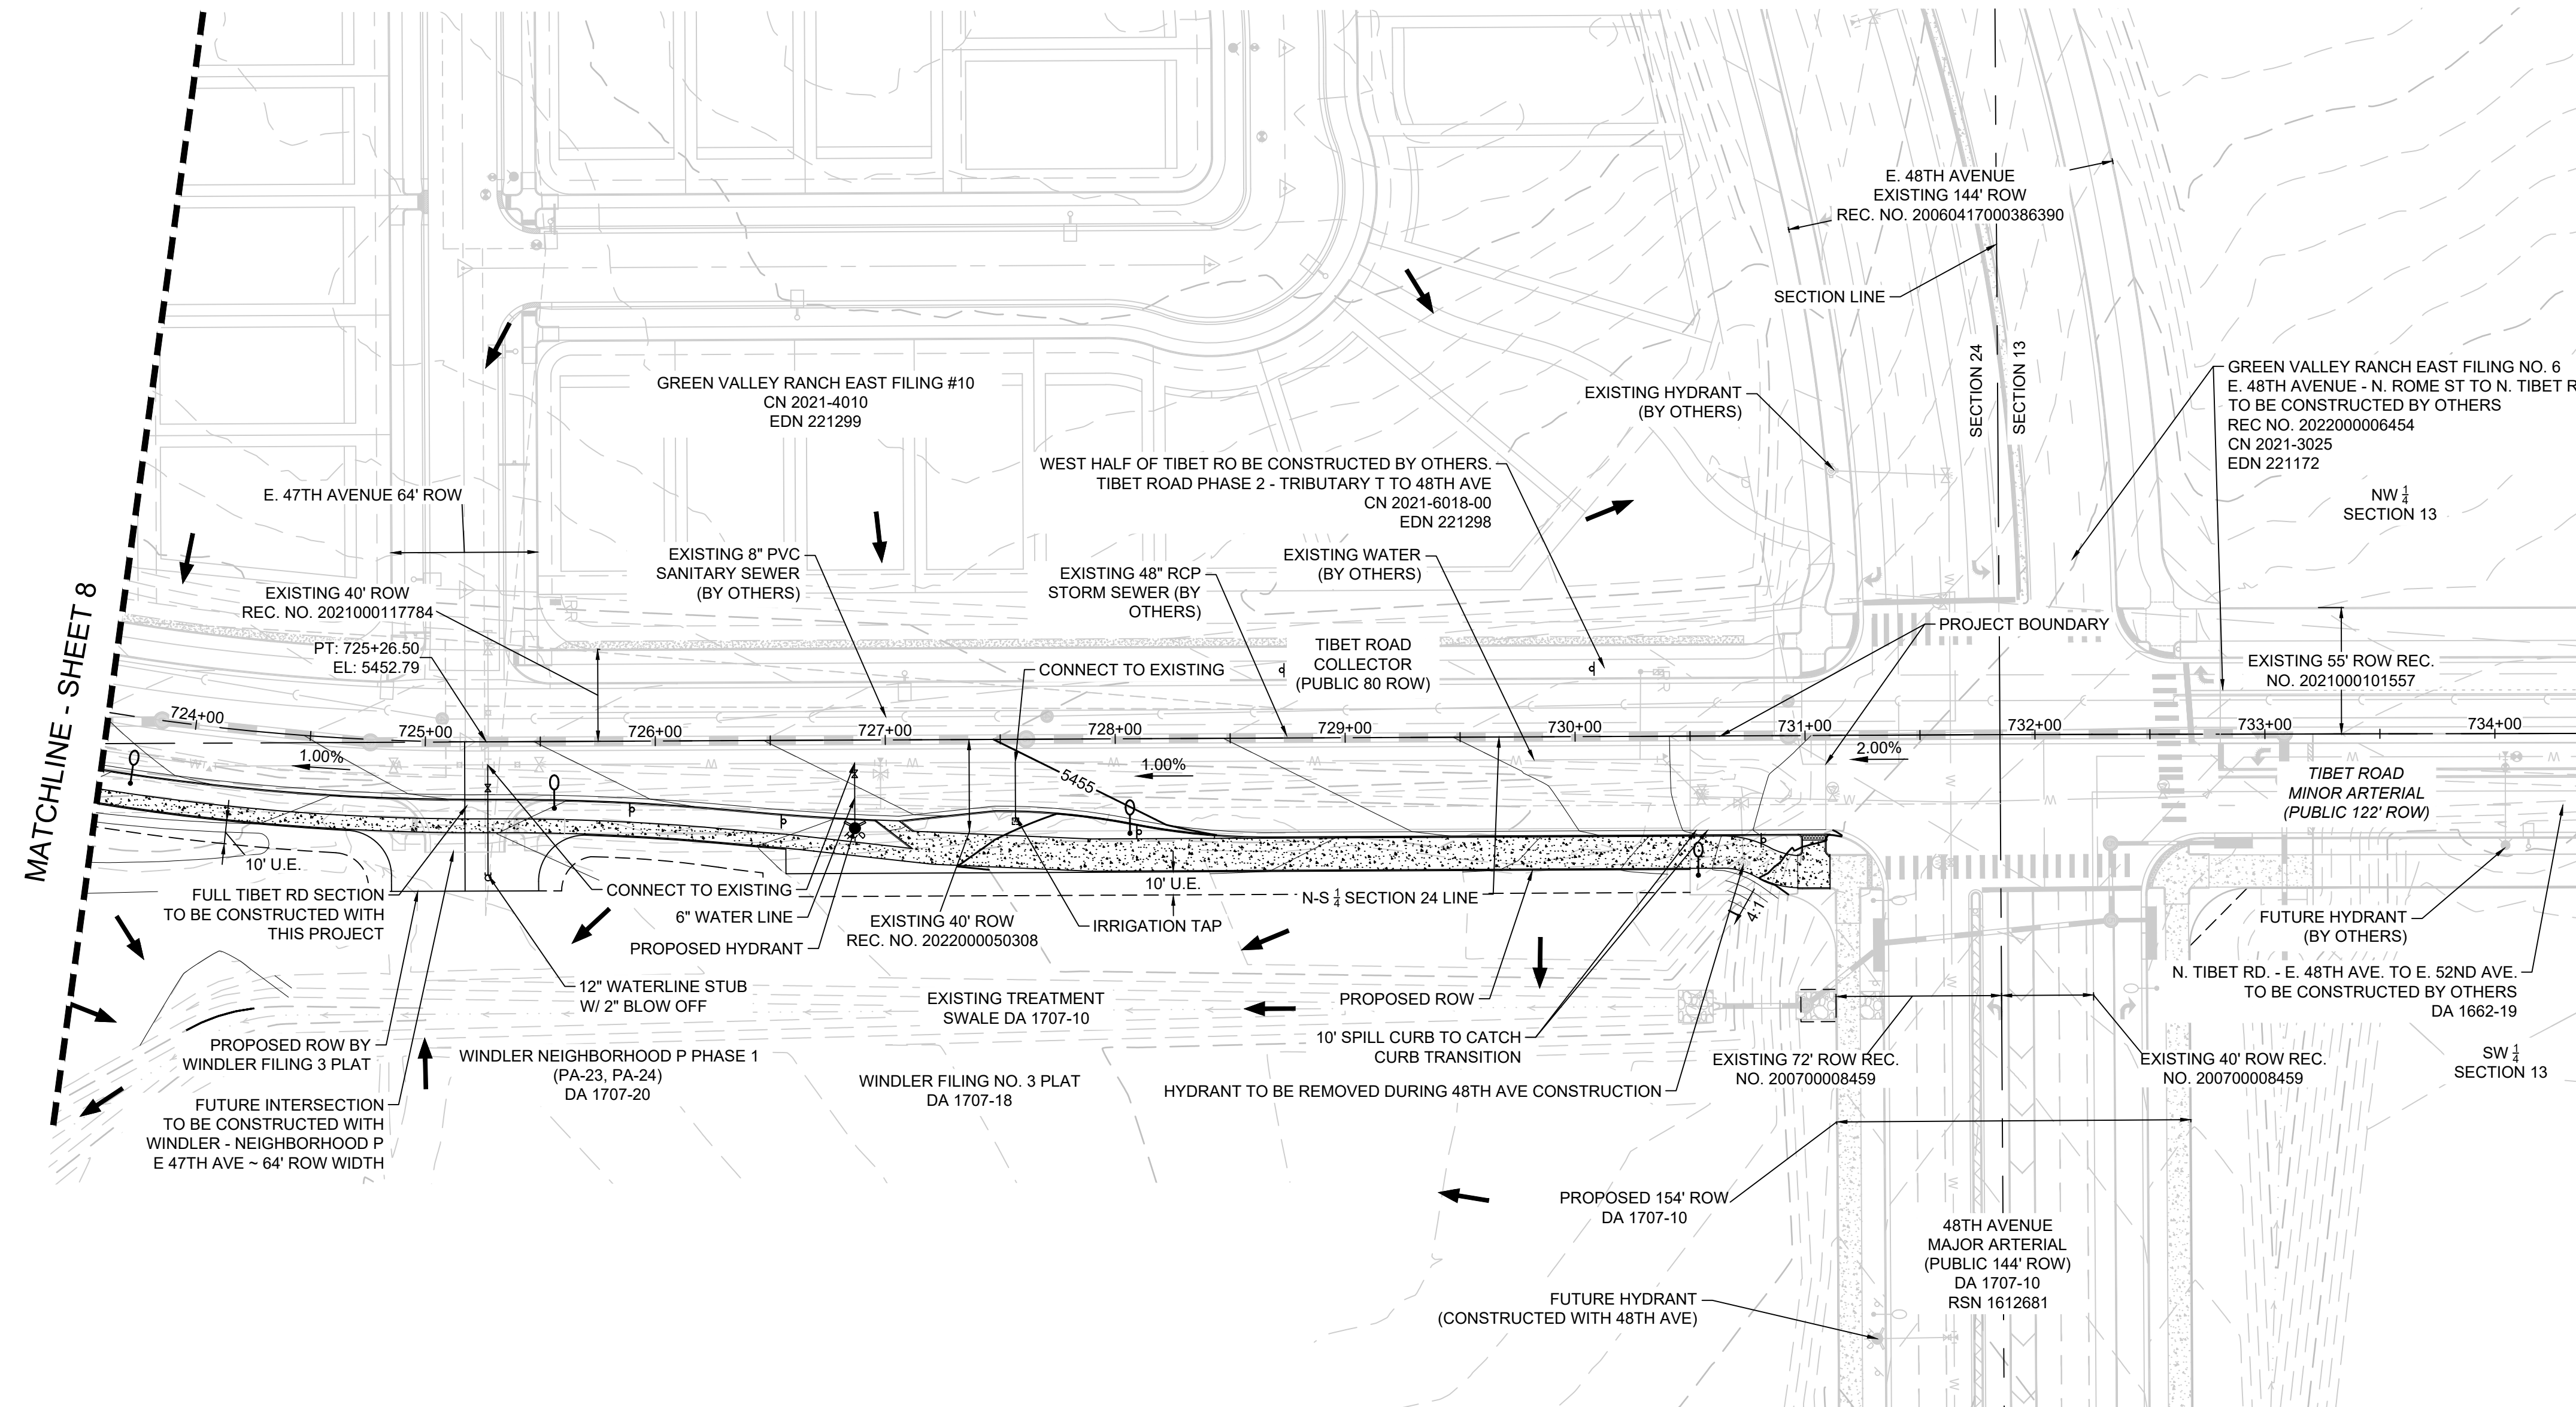 E. 48TH AVENUE
EXISTING 144' ROW
REC. NO. 20060417000386390
SECTION LINE
SECTION 24
SECTION 13
GREEN VALLEY RANCH EAST FILING NO. 6
E. 48TH AVENUE - N. ROME ST TO N. TIBET R
TO BE CONSTRUCTED BY OTHERS
REC NO. 2022000006454
CN 2021-3025
EDN 221172
NW 1/4
SECTION 13
GREEN VALLEY RANCH EAST FILING #10
CN 2021-4010
EDN 221299
EXISTING HYDRANT
(BY OTHERS)
WEST HALF OF TIBET RO BE CONSTRUCTED BY OTHERS.
TIBET ROAD PHASE 2 - TRIBUTARY T TO 48TH AVE
CN 2021-6018-00
EDN 221298
E. 47TH AVENUE 64' ROW
EXISTING 8" PVC
SANITARY SEWER
(BY OTHERS)
EXISTING 48" RCP
STORM SEWER (BY
OTHERS)
EXISTING WATER
(BY OTHERS)
EXISTING 40' ROW
REC. NO. 2021000117784
PT: 725+26.50
EL: 5452.79
MATCHLINE - SHEET 8
CONNECT TO EXISTING
TIBET ROAD
COLLECTOR
(PUBLIC 80 ROW)
PROJECT BOUNDARY
EXISTING 55' ROW REC.
NO. 2021000101557
724+00
725+00
726+00
727+00
728+00
729+00
730+00
731+00
732+00
733+00
734+00
1.00%
5455
1.00%
2.00%
TIBET ROAD
MINOR ARTERIAL
(PUBLIC 122' ROW)
10' U.E.
FULL TIBET RD SECTION
TO BE CONSTRUCTED WITH
THIS PROJECT
CONNECT TO EXISTING
6" WATER LINE
PROPOSED HYDRANT
EXISTING 40' ROW
REC. NO. 2022000050308
10' U.E.
IRRIGATION TAP
N-S 1/4 SECTION 24 LINE
4:1
FUTURE HYDRANT
(BY OTHERS)
12" WATERLINE STUB
W/ 2" BLOW OFF
EXISTING TREATMENT
SWALE DA 1707-10
PROPOSED ROW
N. TIBET RD. - E. 48TH AVE. TO E. 52ND AVE.
TO BE CONSTRUCTED BY OTHERS
DA 1662-19
PROPOSED ROW BY
WINDLER FILING 3 PLAT
WINDLER NEIGHBORHOOD P PHASE 1
(PA-23, PA-24)
DA 1707-20
WINDLER FILING NO. 3 PLAT
DA 1707-18
10' SPILL CURB TO CATCH
CURB TRANSITION
HYDRANT TO BE REMOVED DURING 48TH AVE CONSTRUCTION
EXISTING 72' ROW REC.
NO. 200700008459
EXISTING 40' ROW REC.
NO. 200700008459
SW 1/4
SECTION 13
FUTURE INTERSECTION
TO BE CONSTRUCTED WITH
WINDLER - NEIGHBORHOOD P
E 47TH AVE ~ 64' ROW WIDTH
PROPOSED 154' ROW
DA 1707-10
48TH AVENUE
MAJOR ARTERIAL
(PUBLIC 144' ROW)
DA 1707-10
RSN 1612681
FUTURE HYDRANT
(CONSTRUCTED WITH 48TH AVE)